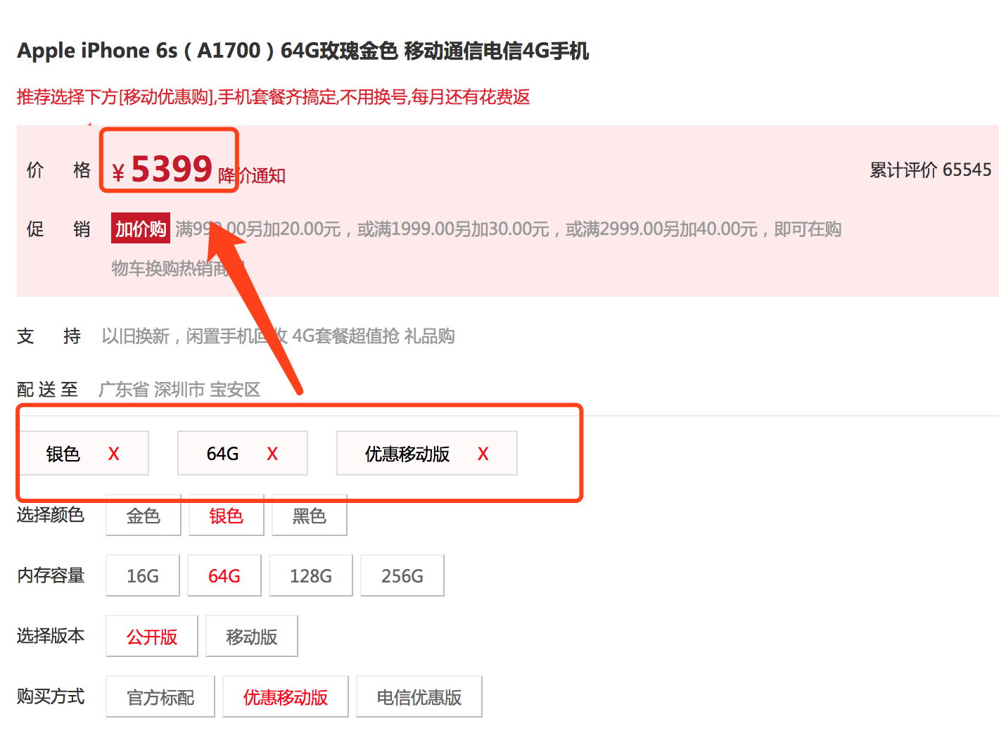 Apple iPhone 6s（A1700）64G玫瑰金色 移动通信电信4G手机
推荐选择下方[移动优惠购],手机套餐齐搞定,不用换号,每月还有花费返
价 格 ¥ 5399 降价通知 累计评价 65545
促 销 加价购 满999.00另加20.00元，或满1999.00另加30.00元，或满2999.00另加40.00元，即可在购
物车换购热销商
支 持 以旧换新，闲置手机回收 4G套餐超值抢 礼品购
配 送 至 广东省 深圳市 宝安区
银色 X 64G X 优惠移动版 X
选择颜色 金色 银色 黑色
内存容量 16G 64G 128G 256G
选择版本 公开版 移动版
购买方式 官方标配 优惠移动版 电信优惠版